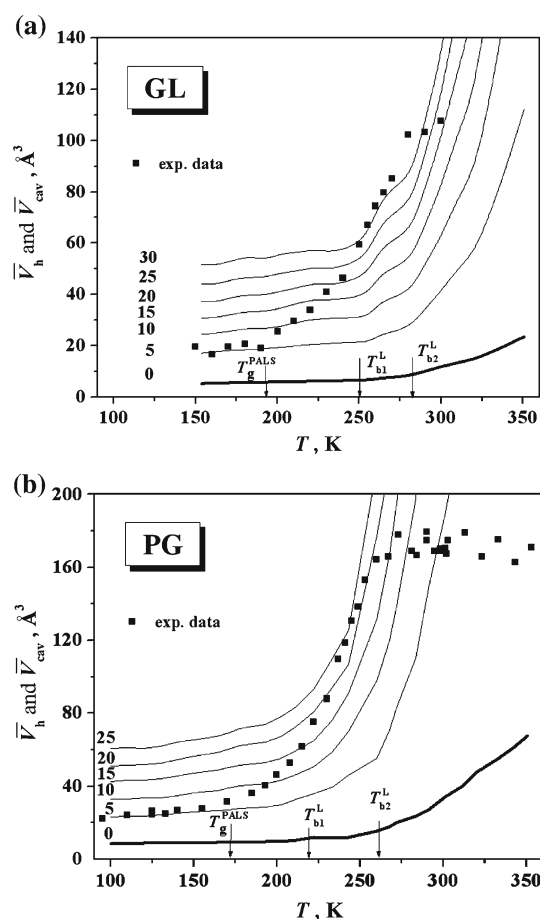 (a)
140
120
100
80
60
40
20
0
GL
exp. data
V̅h and V̅cav , Å³
30
25
20
15
10
5
0
TgPALS
Tb1L
Tb2L
100 150 200 250 300 350
T , K
(b)
200
160
120
80
40
0
PG
exp. data
V̅h and V̅cav , Å³
25
20
15
10
5
0
TgPALS
Tb1L
Tb2L
100 150 200 250 300 350
T , K